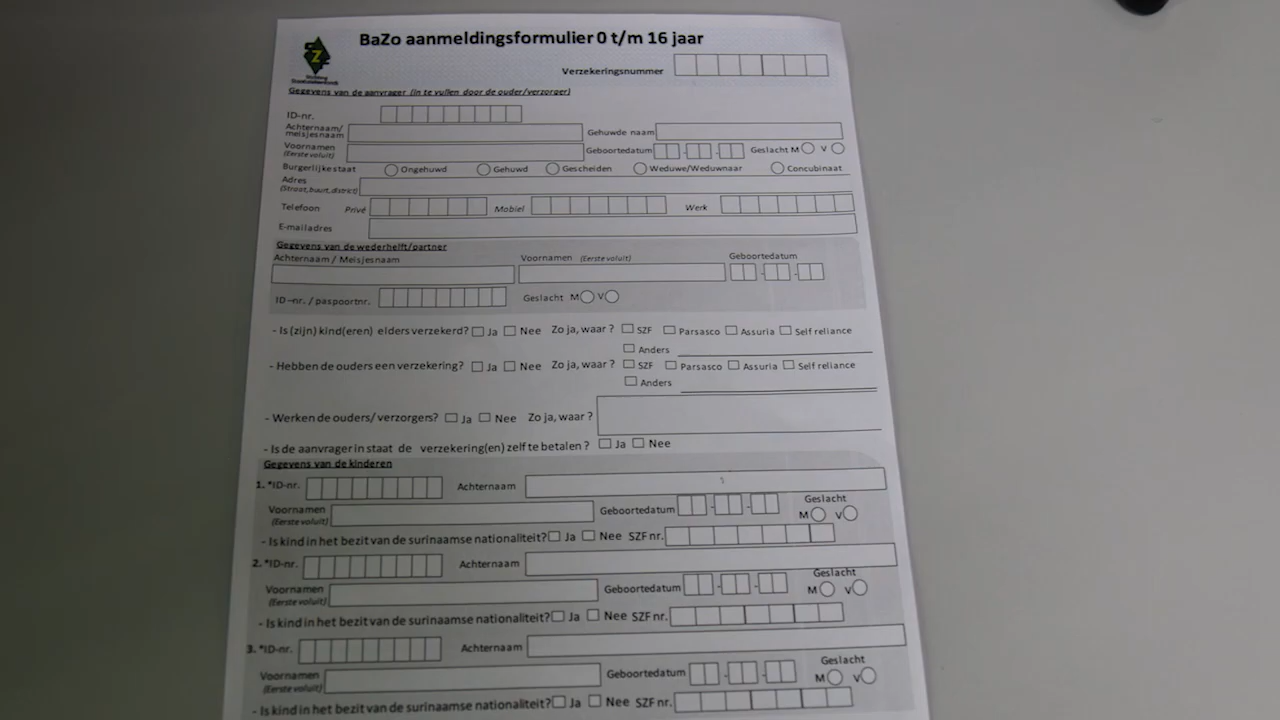 BaZo aanmeldingsformulier 0 t/m 16 jaar
Z
Stichting
Verzekeringsnummer
Gegevens van de aanvrager (in te vullen door de ouder/verzorger)
ID-nr.
Achternaam/ meisjesnaam Gehuwde naam
Voornamen (Eerste voluit) Geboortedatum - - Geslacht M V
Burgerlijke staat Ongehuwd Gehuwd Gescheiden Weduwe/Weduwnaar Concubinaat
Adres (Straat, buurt, district)
Telefoon Privé Mobiel Werk
E-mailadres
Gegevens van de wederhelft/partner
Achternaam / Meisjesnaam Voornamen (Eerste voluit) Geboortedatum - -
ID-nr. / paspoortnr. Geslacht M V
- Is (zijn) kind(eren) elders verzekerd? Ja Nee Zo ja, waar ? SZF Parsasco Assuria Self reliance
Anders
- Hebben de ouders een verzekering? Ja Nee Zo ja, waar ? SZF Parsasco Assuria Self reliance
Anders
- Werken de ouders/ verzorgers? Ja Nee Zo ja, waar ?
- Is de aanvrager in staat de verzekering(en) zelf te betalen ? Ja Nee
Gegevens van de kinderen
1. *ID-nr. Achternaam
Voornamen (Eerste voluit) Geboortedatum - - Geslacht M V
- Is kind in het bezit van de surinaamse nationaliteit? Ja Nee SZF nr.
2. *ID-nr. Achternaam
Voornamen (Eerste voluit) Geboortedatum - - Geslacht M V
- Is kind in het bezit van de surinaamse nationaliteit? Ja Nee SZF nr.
3. *ID-nr. Achternaam
Voornamen (Eerste voluit) Geboortedatum - - Geslacht M V
- Is kind in het bezit van de surinaamse nationaliteit? Ja Nee SZF nr.